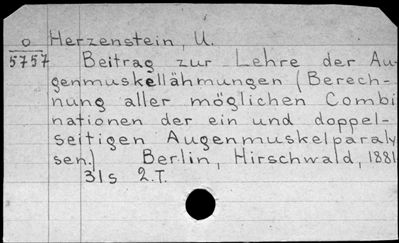 o Herzenstein, U.
5757 Beitrag zur Lehre der Au-
genmuskellähmungen (Berech-
nung aller möglichen Combi
nationen der ein und doppel-
seitigen Augenmuskelparaly
sen.) Berlin, Hirschwald, 1881
31s 2.T.